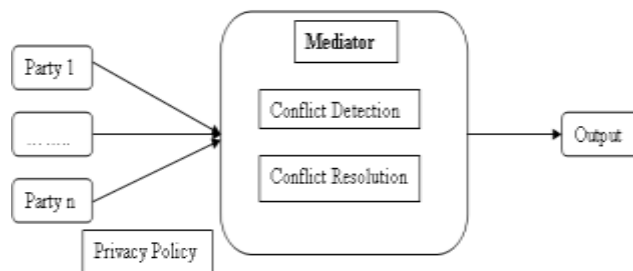 Mediator
Party 1
Conflict Detection
... .....
Output
Conflict Resolution
Party n
Privacy Policy